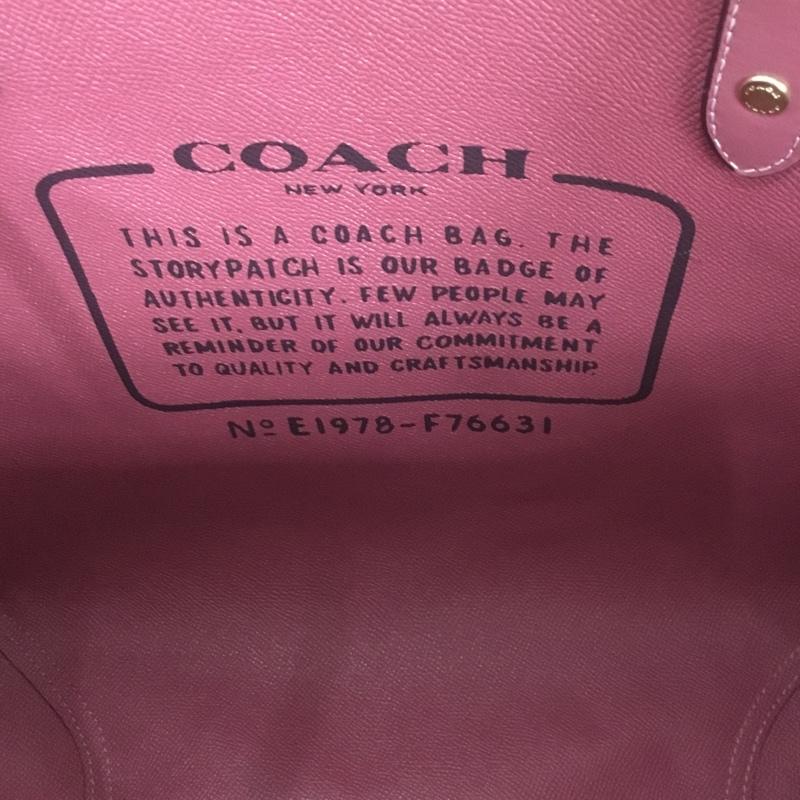 COACH
NEW YORK
THIS IS A COACH BAG. THE
STORYPATCH IS OUR BADGE OF
AUTHENTICITY. FEW PEOPLE MAY
SEE IT, BUT IT WILL ALWAYS BE A
REMINDER OF OUR COMMITMENT
TO QUALITY AND CRAFTSMANSHIP.
Nº E1978-F76631